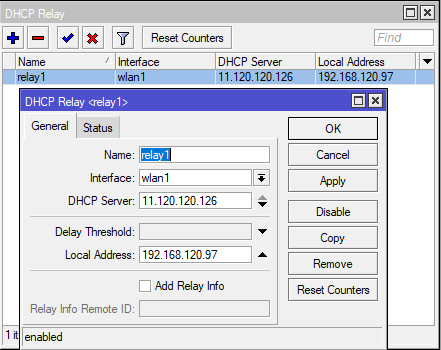 DHCP Relay
Reset Counters
Find
Name Interface DHCP Server Local Address
relay1 wlan1 11.120.120.126 192.168.120.97
DHCP Relay <relay1>
General Status
Name: relay1
Interface: wlan1
DHCP Server: 11.120.120.126
Delay Threshold:
Local Address: 192.168.120.97
Add Relay Info
Relay Info Remote ID:
OK
Cancel
Apply
Disable
Copy
Remove
Reset Counters
enabled
1 it